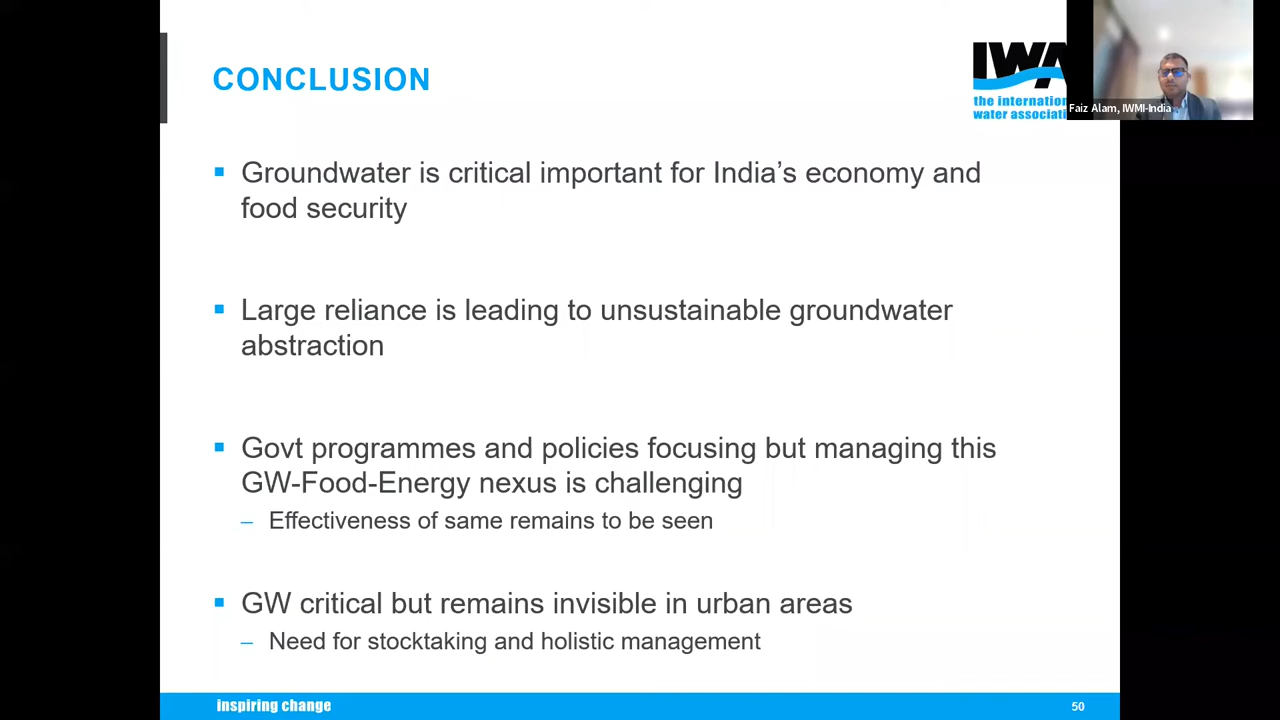 CONCLUSION
IWA
the internation
water associati
Faiz Alam, IWMI-India
▪ Groundwater is critical important for India’s economy and
food security
▪ Large reliance is leading to unsustainable groundwater
abstraction
▪ Govt programmes and policies focusing but managing this
GW-Food-Energy nexus is challenging
– Effectiveness of same remains to be seen
▪ GW critical but remains invisible in urban areas
– Need for stocktaking and holistic management
inspiring change
50